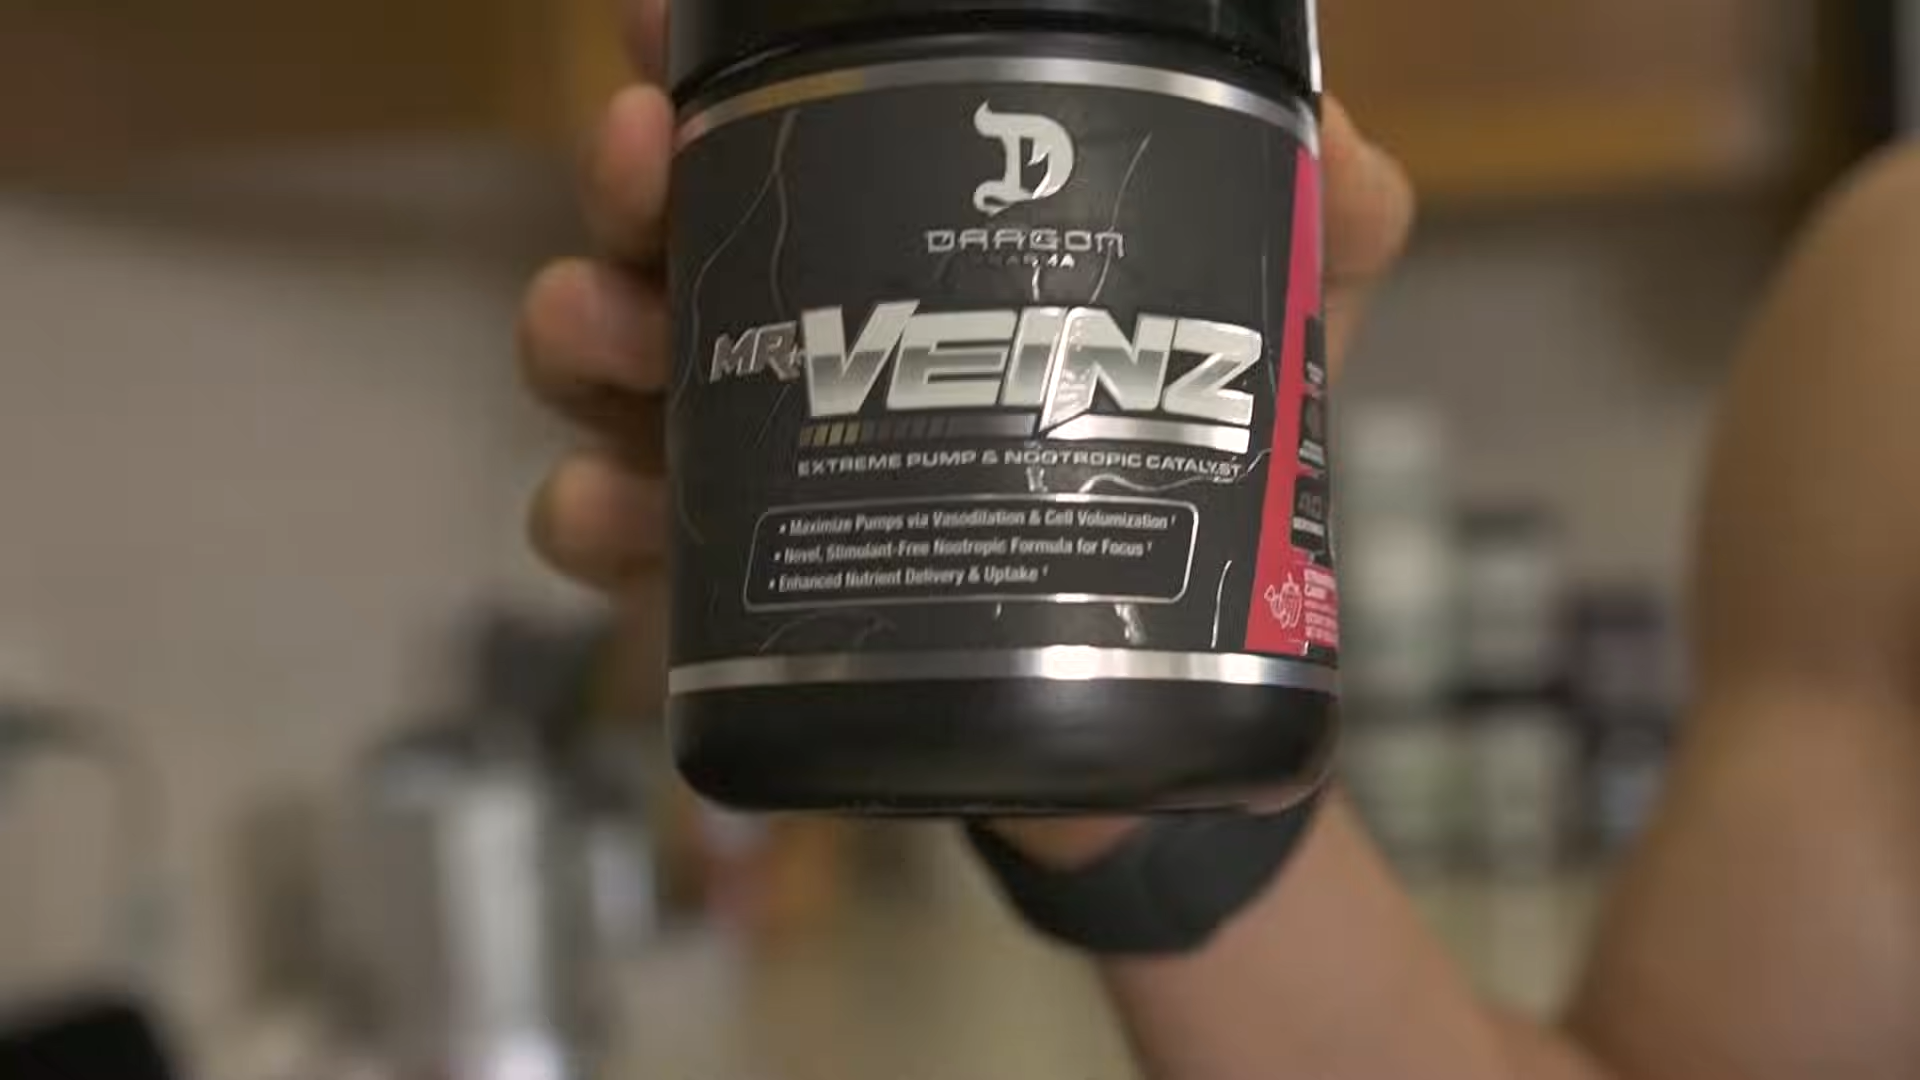 DRAGON
PHARMA
MR. VEINZ
EXTREME PUMP & NOOTROPIC CATALYST
• Maximize Pumps via Vasodilation & Cell Volumization †
• Novel, Stimulant-Free Nootropic Formula for Focus †
• Enhanced Nutrient Delivery & Uptake †